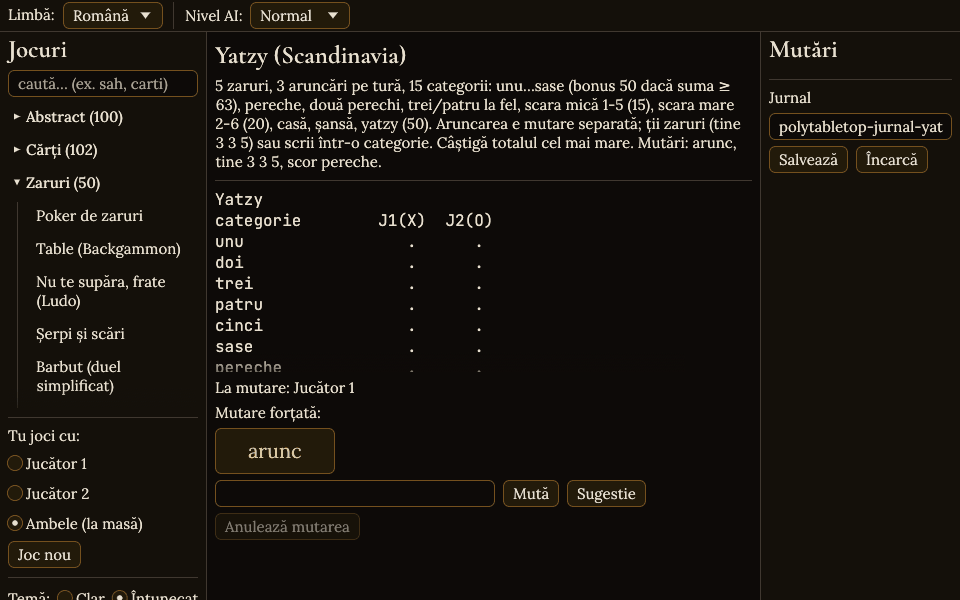 Limbă: Română Nivel AI: Normal
Jocuri
caută... (ex. sah, carti)
Abstract (100)
Cărți (102)
Zaruri (50)
Poker de zaruri
Table (Backgammon)
Nu te supăra, frate
(Ludo)
Șerpi și scări
Barbut (duel
simplificat)
Tu joci cu:
Jucător 1
Jucător 2
Ambele (la masă)
Joc nou
Temă: Clar Întunecat
Yatzy (Scandinavia)
5 zaruri, 3 aruncări pe tură, 15 categorii: unu...sase (bonus 50 dacă suma ≥
63), pereche, două perechi, trei/patru la fel, scara mică 1-5 (15), scara mare
2-6 (20), casă, șansă, yatzy (50). Aruncarea e mutare separată; ții zaruri (tine
3 3 5) sau scrii într-o categorie. Câștigă totalul cel mai mare. Mutări: arunc,
tine 3 3 5, scor pereche.
Yatzy
categorie J1(X) J2(O)
unu . .
doi . .
trei . .
patru . .
cinci . .
sase . .
pereche . .
La mutare: Jucător 1
Mutare forțată:
arunc
Mută Sugestie
Anulează mutarea
Mutări
Jurnal
polytabletop-jurnal-yat
Salvează Încarcă